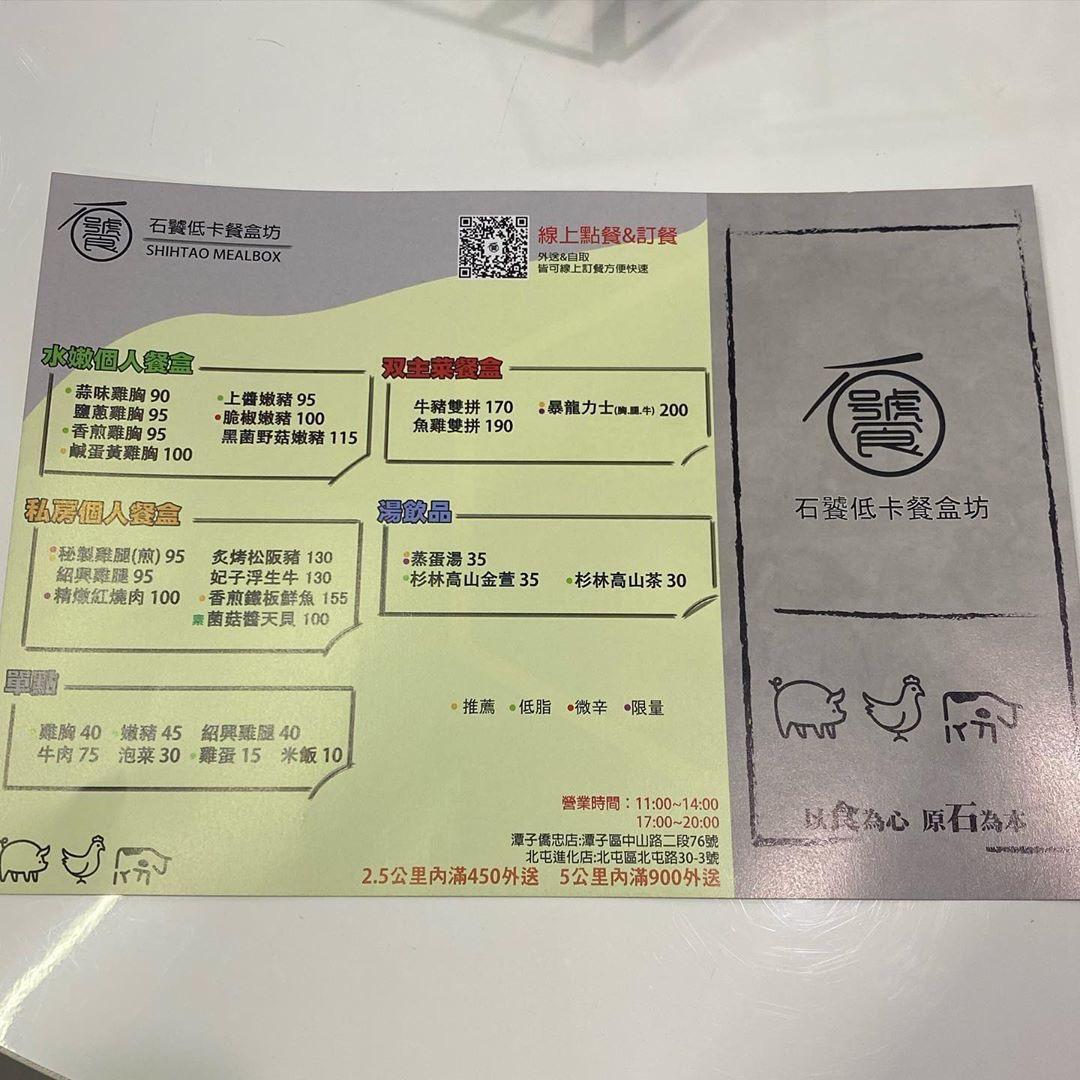 石饕低卡餐盒坊
SHIHTAO MEALBOX
線上點餐&訂餐
外送&自取
皆可線上訂餐方便快速
水嫩個人餐盒
蒜味雞胸 90
鹽蔥雞胸 95
香煎雞胸 95
鹹蛋黃雞胸 100
上醬嫩豬 95
脆椒嫩豬 100
黑菌野菇嫩豬 115
双主菜餐盒
牛豬雙拼 170
魚雞雙拼 190
暴龍力士(胸.腿.牛) 200
私房個人餐盒
秘製雞腿(煎) 95
紹興雞腿 95
精燉紅燒肉 100
炙烤松阪豬 130
妃子浮生牛 130
香煎鐵板鮮魚 155
素 菌菇醬天貝 100
湯飲品
蒸蛋湯 35
杉林高山金萱 35
杉林高山茶 30
單點
雞胸 40 嫩豬 45 紹興雞腿 40
牛肉 75 泡菜 30 雞蛋 15 米飯 10
推薦 低脂 微辛 限量
營業時間：11:00~14:00
17:00~20:00
潭子僑忠店:潭子區中山路二段76號
北屯進化店:北屯區北屯路30-3號
2.5公里內滿450外送 5公里內滿900外送
石饕
石饕低卡餐盒坊
以食為心 原石為本